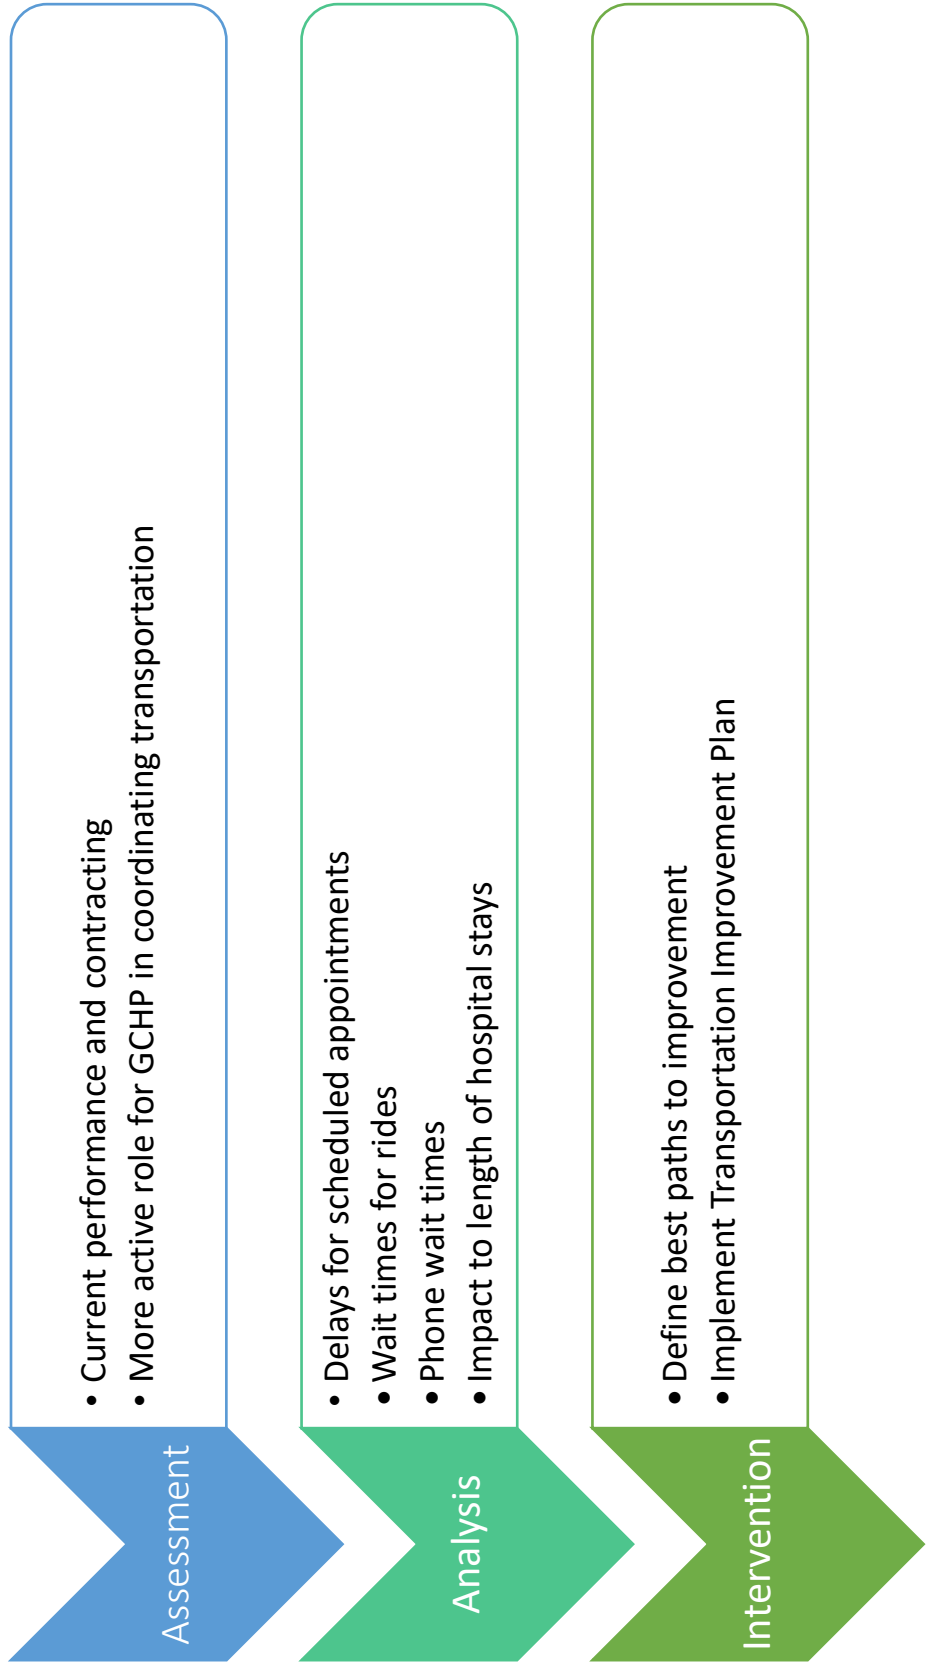 Assessment
• Current performance and contracting
• More active role for GCHP in coordinating transportation
Analysis
• Delays for scheduled appointments
• Wait times for rides
• Phone wait times
• Impact to length of hospital stays
Intervention
• Define best paths to improvement
• Implement Transportation Improvement Plan